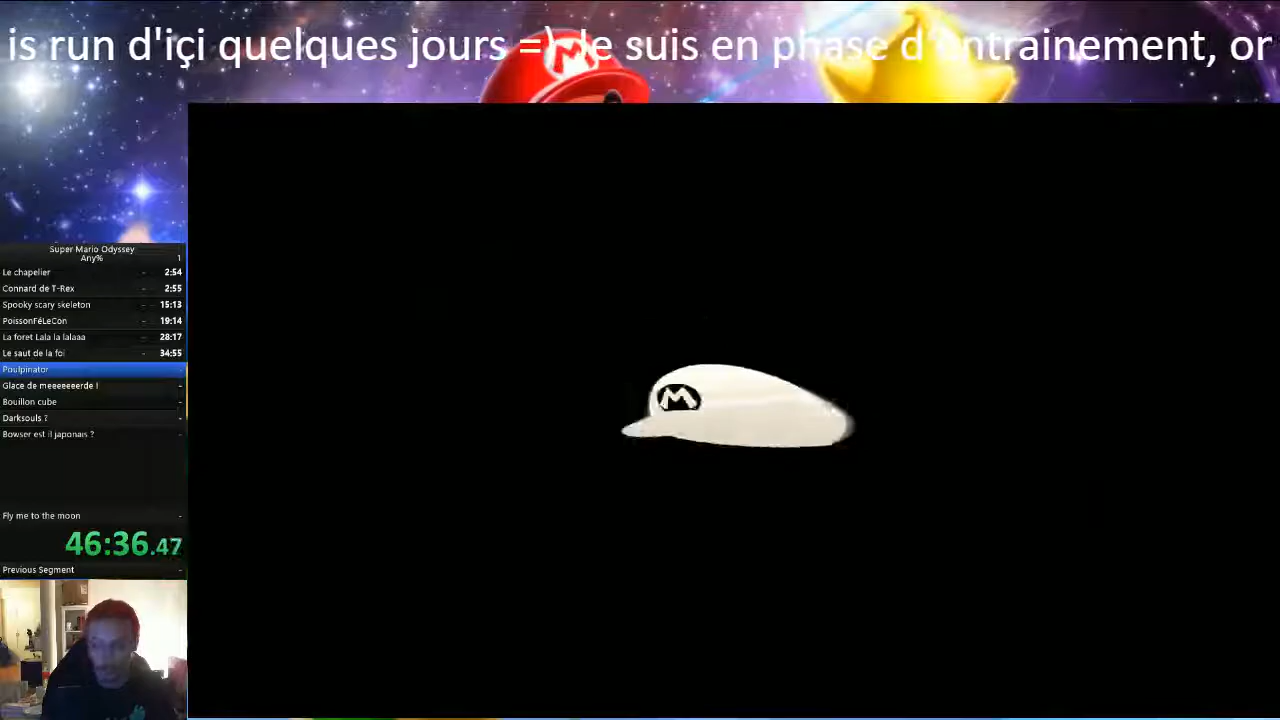 is run d'içi quelques jours =) Je suis en phase d'entrainement, or
Super Mario Odyssey
Any% 1
Le chapelier - 2:54
Connard de T-Rex - 2:55
Spooky scary skeleton - 15:13
PoissonFéLeCon - 19:14
La foret Lala la lalaaa - 28:17
Le saut de la foi - 34:55
Poulpinator -
Glace de meeeeeeerde ! -
Bouillon cube -
Darksouls ? -
Bowser est il japonais ? -
Fly me to the moon -
46:36.47
Previous Segment -
M
M